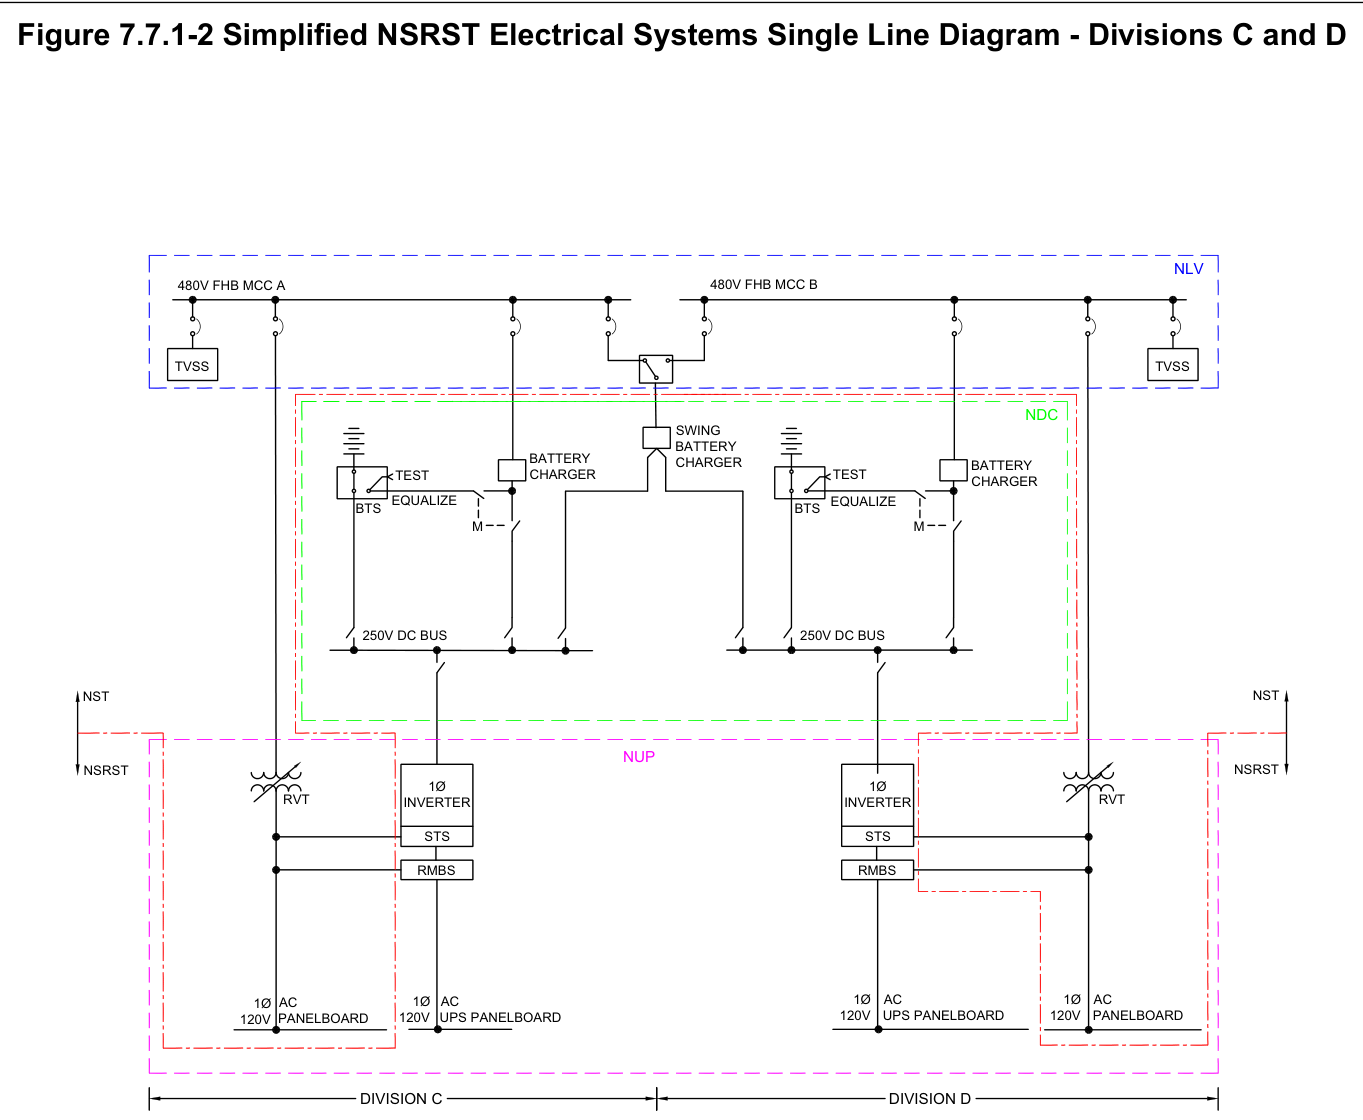 Figure 7.7.1-2 Simplified NSRST Electrical Systems Single Line Diagram - Divisions C and D
NLV
480V FHB MCC A
480V FHB MCC B
TVSS
TVSS
NDC
SWING
BATTERY
CHARGER
BATTERY
CHARGER
TEST
EQUALIZE
BTS
M
BATTERY
CHARGER
TEST
EQUALIZE
BTS
M
250V DC BUS
250V DC BUS
NST
NSRST
NST
NSRST
NUP
RVT
1Ø
INVERTER
STS
RMBS
1Ø
INVERTER
STS
RMBS
RVT
1Ø AC
120V PANELBOARD
1Ø AC
120V UPS PANELBOARD
1Ø AC
120V UPS PANELBOARD
1Ø AC
120V PANELBOARD
DIVISION C
DIVISION D